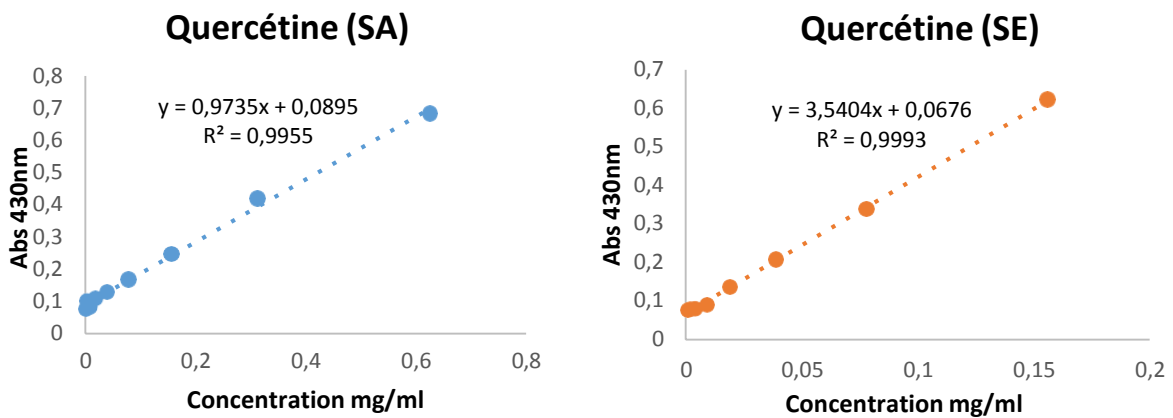 Quercétine (SA)
y = 0,9735x + 0,0895
R² = 0,9955
Abs 430nm
0,8
0,7
0,6
0,5
0,4
0,3
0,2
0,1
0
0
0,2
0,4
0,6
0,8
Concentration mg/ml
Quercétine (SE)
y = 3,5404x + 0,0676
R² = 0,9993
Abs 430nm
0,7
0,6
0,5
0,4
0,3
0,2
0,1
0
0
0,05
0,1
0,15
0,2
Concentration mg/ml